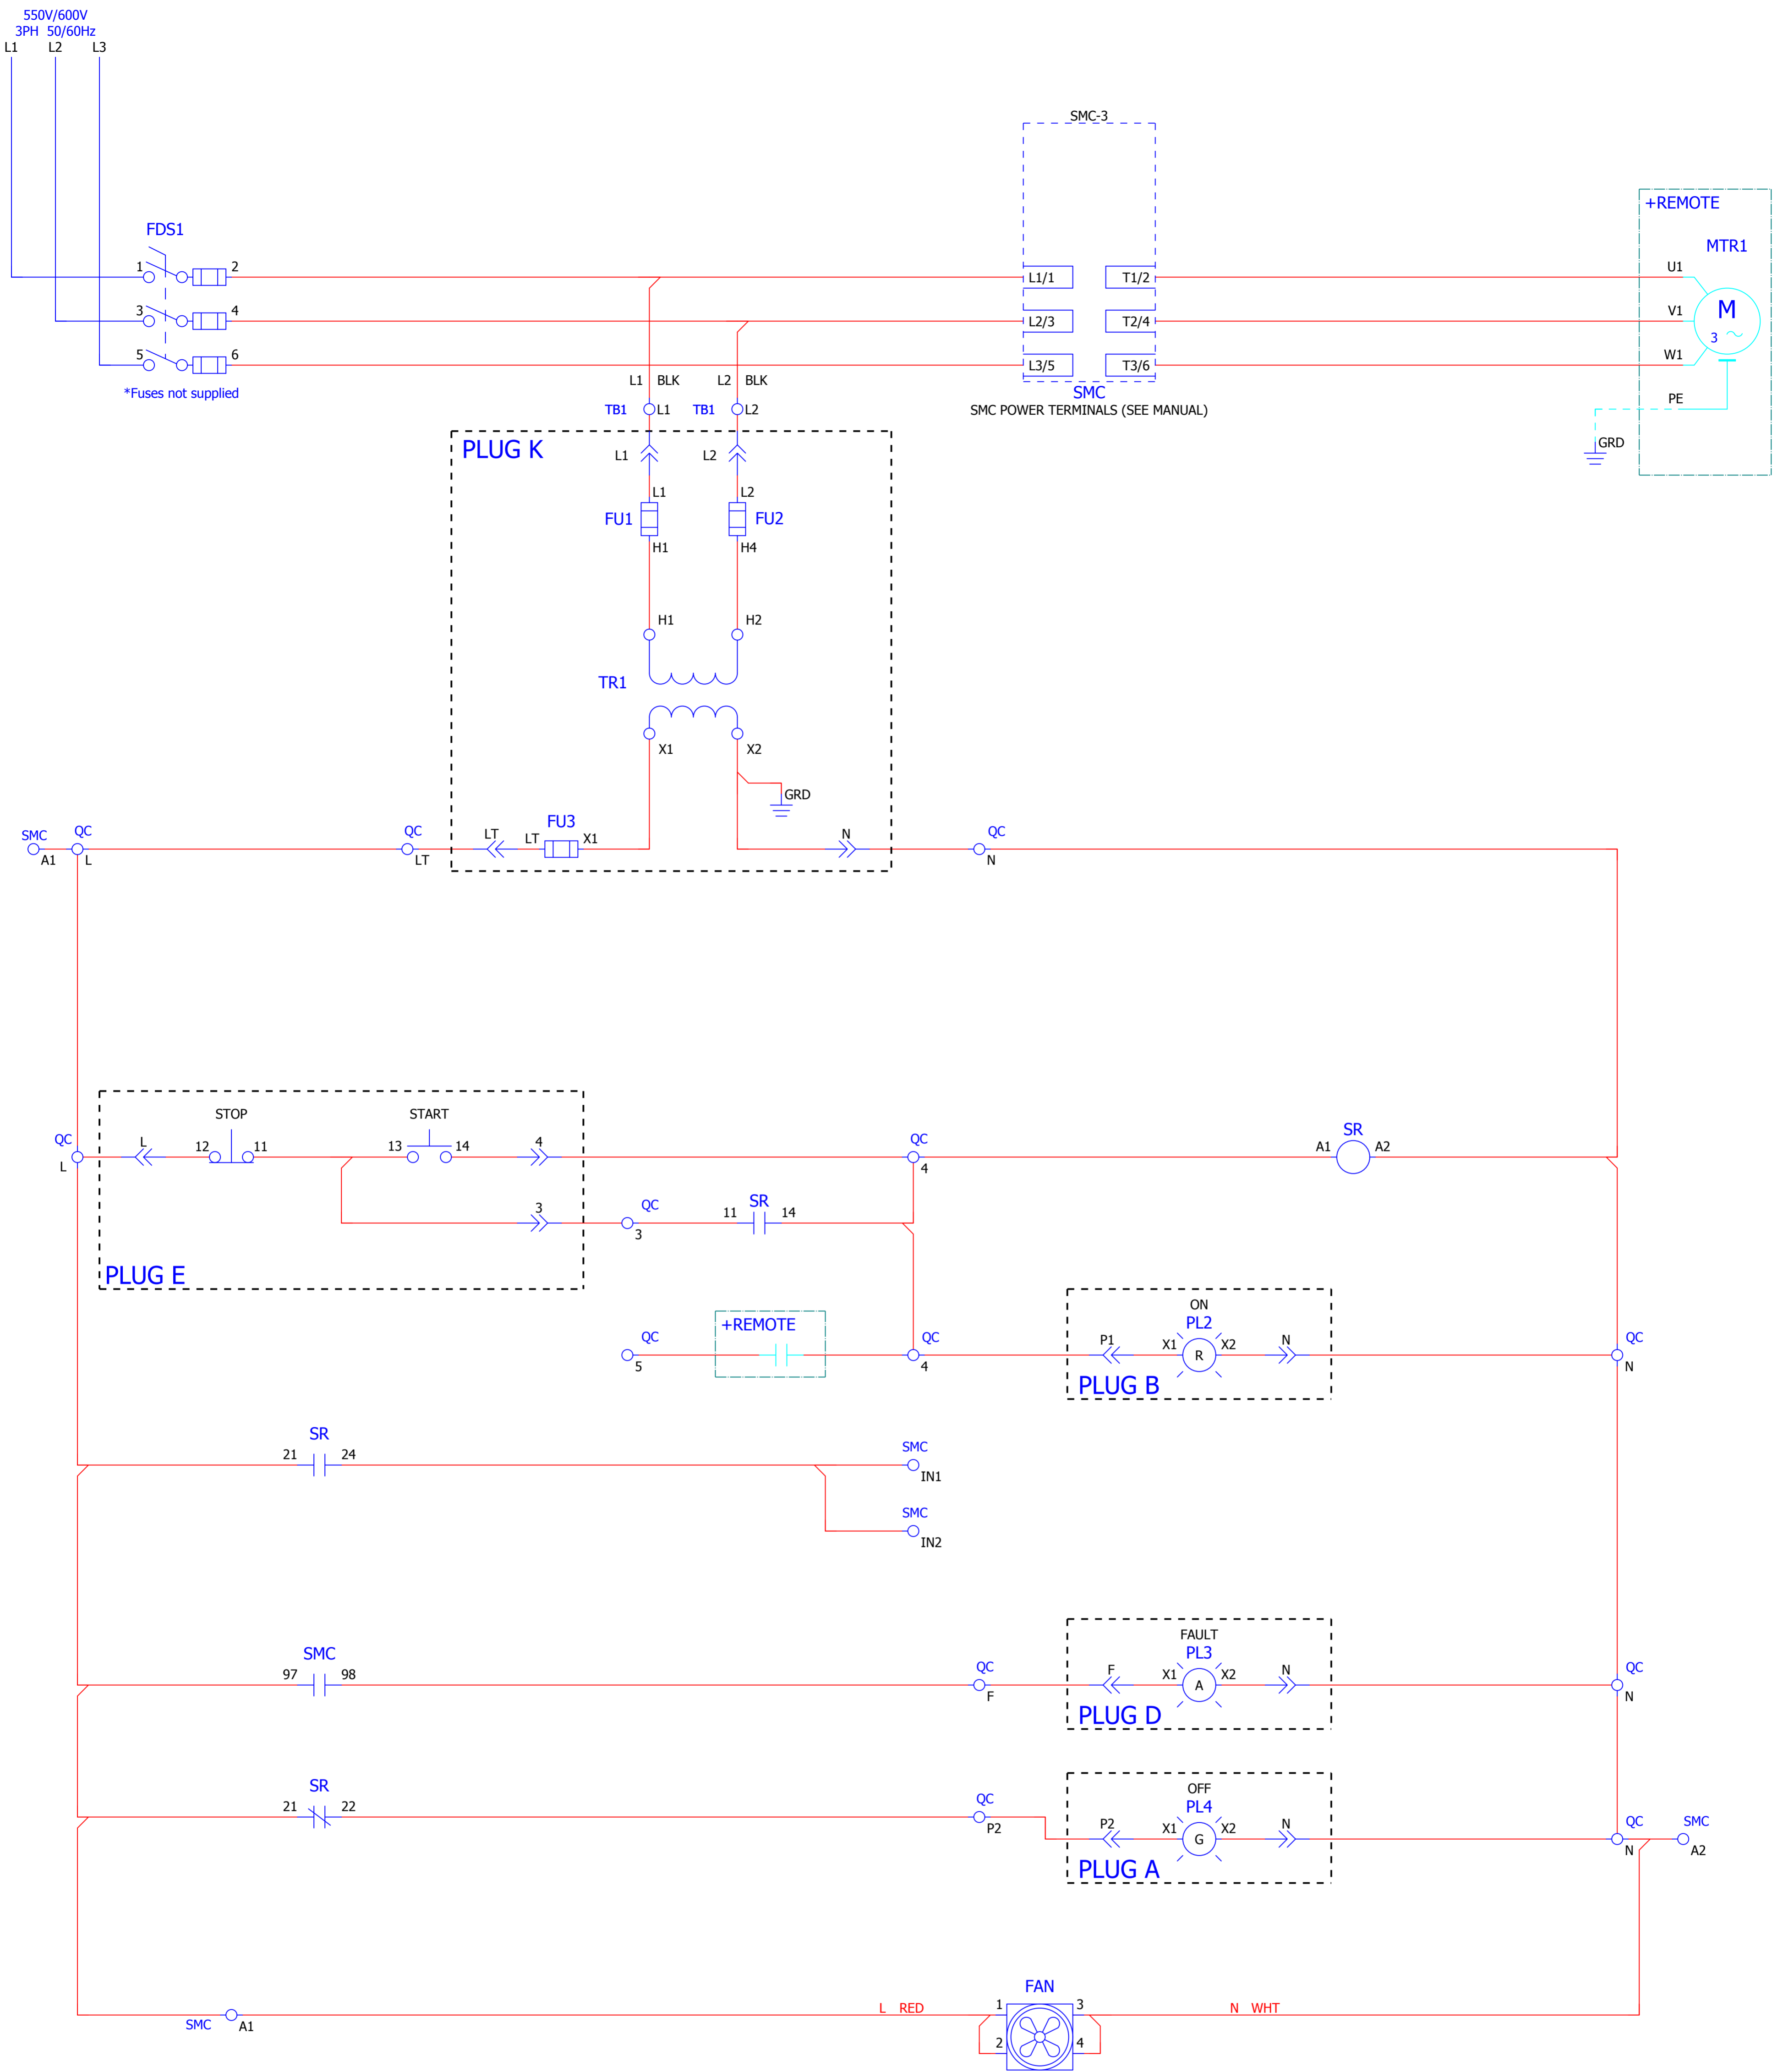 550V/600V
3PH 50/60Hz
L1 L2 L3
SMC-3
+REMOTE
FDS1
MTR1
1 2 L1/1 T1/2 U1
3 4 L2/3 T2/4 V1 M
3
5 6 L3/5 T3/6 W1
*Fuses not supplied
L1 BLK L2 BLK
SMC
SMC POWER TERMINALS (SEE MANUAL)
PE
TB1 L1 TB1 L2
GRD
PLUG K
L1 L2
L1 L2
FU1 FU2
H1 H4
H1 H2
TR1
X1 X2
GRD
SMC QC QC LT LT FU3 X1 N QC
A1 L LT N
STOP START
QC L 12 11 13 14 4 QC A1 SR A2
L 4
3 QC 11 SR 14
3
PLUG E
+REMOTE
ON
PL2
QC QC P1 X1 X2 N QC
R
5 4 N
PLUG B
SR
21 24 SMC
IN1
SMC
IN2
FAULT
SMC PL3
97 98 QC F X1 X2 N QC
A
F N
PLUG D
OFF
SR PL4
21 22 QC P2 X1 X2 N QC SMC
G
P2 N A2
PLUG A
FAN
L RED 1 3 N WHT
SMC A1
2 4